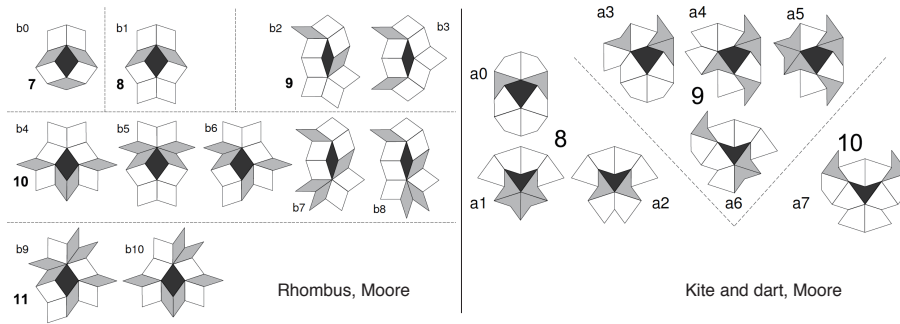 b0 b1 b2 b3
7 8 9
b4 b5 b6
10 b7 b8
b9 b10
11
Rhombus, Moore
a3 a4 a5
a0
8 9 10
a1 a2 a6 a7
Kite and dart, Moore